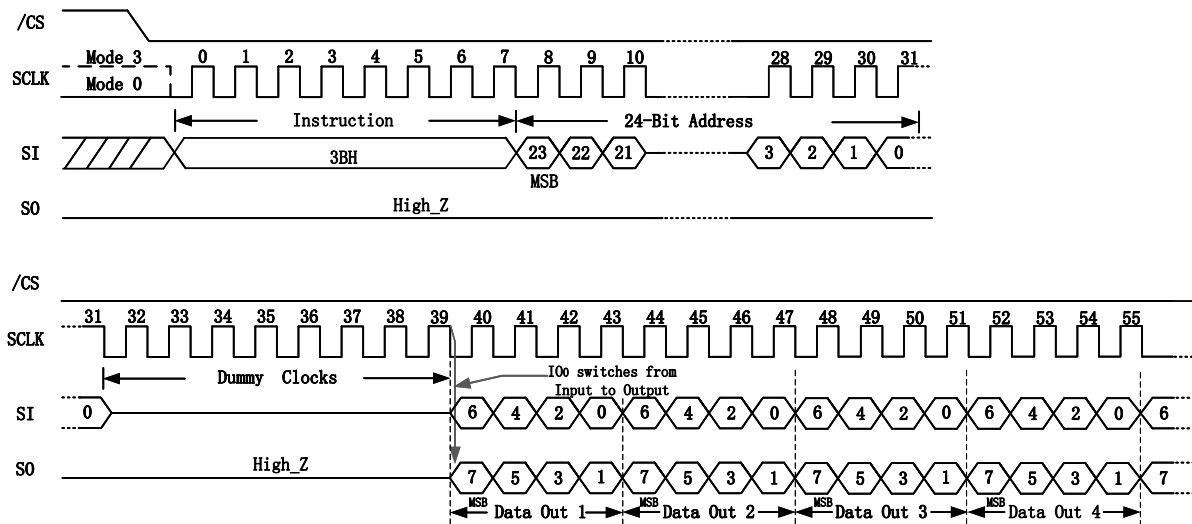 /CS
Mode 3 0 1 2 3 4 5 6 7 8 9 10 28 29 30 31
SCLK
Mode 0
Instruction 24-Bit Address
SI 3BH 23 22 21 3 2 1 0
MSB
SO High_Z
/CS
31 32 33 34 35 36 37 38 39 40 41 42 43 44 45 46 47 48 49 50 51 52 53 54 55
SCLK
Dummy Clocks IO0 switches from
Input to Output
SI 0 6 4 2 0 6 4 2 0 6 4 2 0 6 4 2 0 6
SO High_Z 7 5 3 1 7 5 3 1 7 5 3 1 7 5 3 1 7
MSB Data Out 1 MSB Data Out 2 MSB Data Out 3 MSB Data Out 4